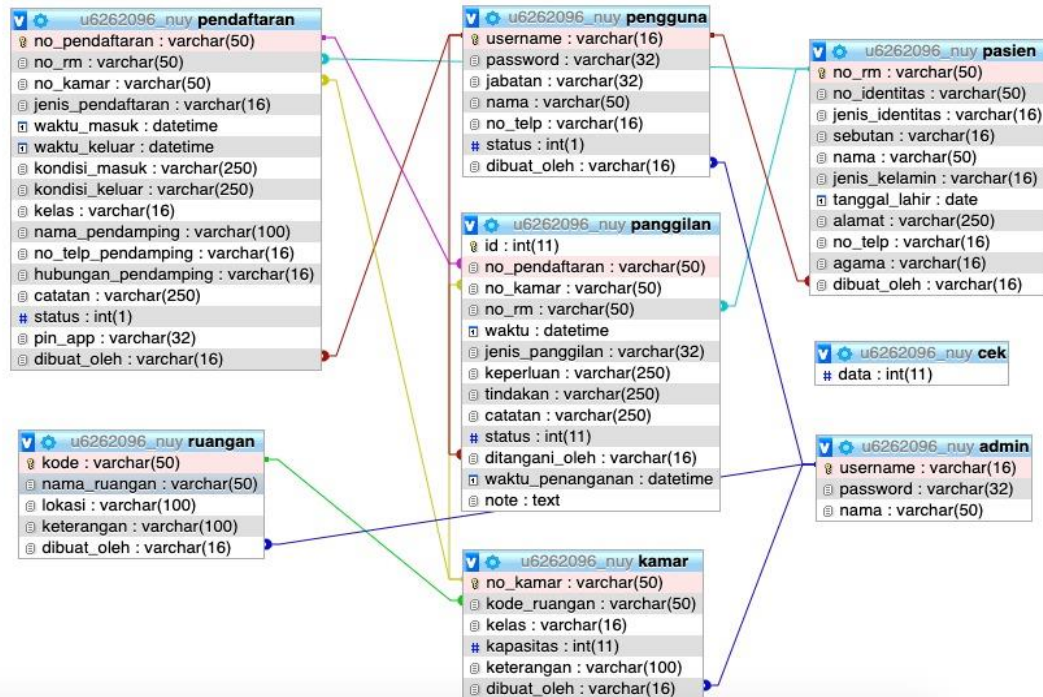 u6262096_nuy pendaftaran
no_pendaftaran : varchar(50)
no_rm : varchar(50)
no_kamar : varchar(50)
jenis_pendaftaran : varchar(16)
waktu_masuk : datetime
waktu_keluar : datetime
kondisi_masuk : varchar(250)
kondisi_keluar : varchar(250)
kelas : varchar(16)
nama_pendamping : varchar(100)
no_telp_pendamping : varchar(16)
hubungan_pendamping : varchar(16)
catatan : varchar(250)
# status : int(1)
pin_app : varchar(32)
dibuat_oleh : varchar(16)
u6262096_nuy pengguna
username : varchar(16)
password : varchar(32)
jabatan : varchar(32)
nama : varchar(50)
no_telp : varchar(16)
# status : int(1)
dibuat_oleh : varchar(16)
u6262096_nuy pasien
no_rm : varchar(50)
no_identitas : varchar(50)
jenis_identitas : varchar(16)
sebutan : varchar(16)
nama : varchar(50)
jenis_kelamin : varchar(16)
tanggal_lahir : date
alamat : varchar(250)
no_telp : varchar(16)
agama : varchar(16)
dibuat_oleh : varchar(16)
u6262096_nuy panggilan
id : int(11)
no_pendaftaran : varchar(50)
no_kamar : varchar(50)
no_rm : varchar(50)
waktu : datetime
jenis_panggilan : varchar(32)
keperluan : varchar(250)
tindakan : varchar(250)
catatan : varchar(250)
# status : int(11)
ditangani_oleh : varchar(16)
waktu_penanganan : datetime
note : text
u6262096_nuy cek
# data : int(11)
u6262096_nuy ruangan
kode : varchar(50)
nama_ruangan : varchar(50)
lokasi : varchar(100)
keterangan : varchar(100)
dibuat_oleh : varchar(16)
u6262096_nuy admin
username : varchar(16)
password : varchar(32)
nama : varchar(50)
u6262096_nuy kamar
no_kamar : varchar(50)
kode_ruangan : varchar(50)
kelas : varchar(16)
# kapasitas : int(11)
keterangan : varchar(100)
dibuat_oleh : varchar(16)